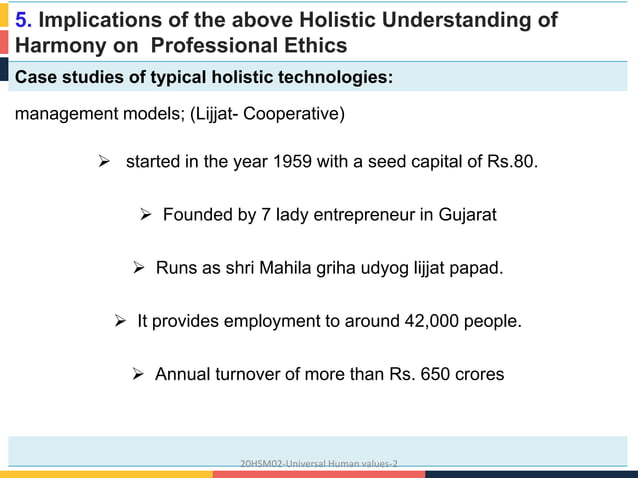 5. Implications of the above Holistic Understanding of
Harmony on Professional Ethics
Case studies of typical holistic technologies:
management models; (Lijjat- Cooperative)
➢ started in the year 1959 with a seed capital of Rs.80.
➢ Founded by 7 lady entrepreneur in Gujarat
➢ Runs as shri Mahila griha udyog lijjat papad.
➢ It provides employment to around 42,000 people.
➢ Annual turnover of more than Rs. 650 crores
20HSM02-Universal Human values-2